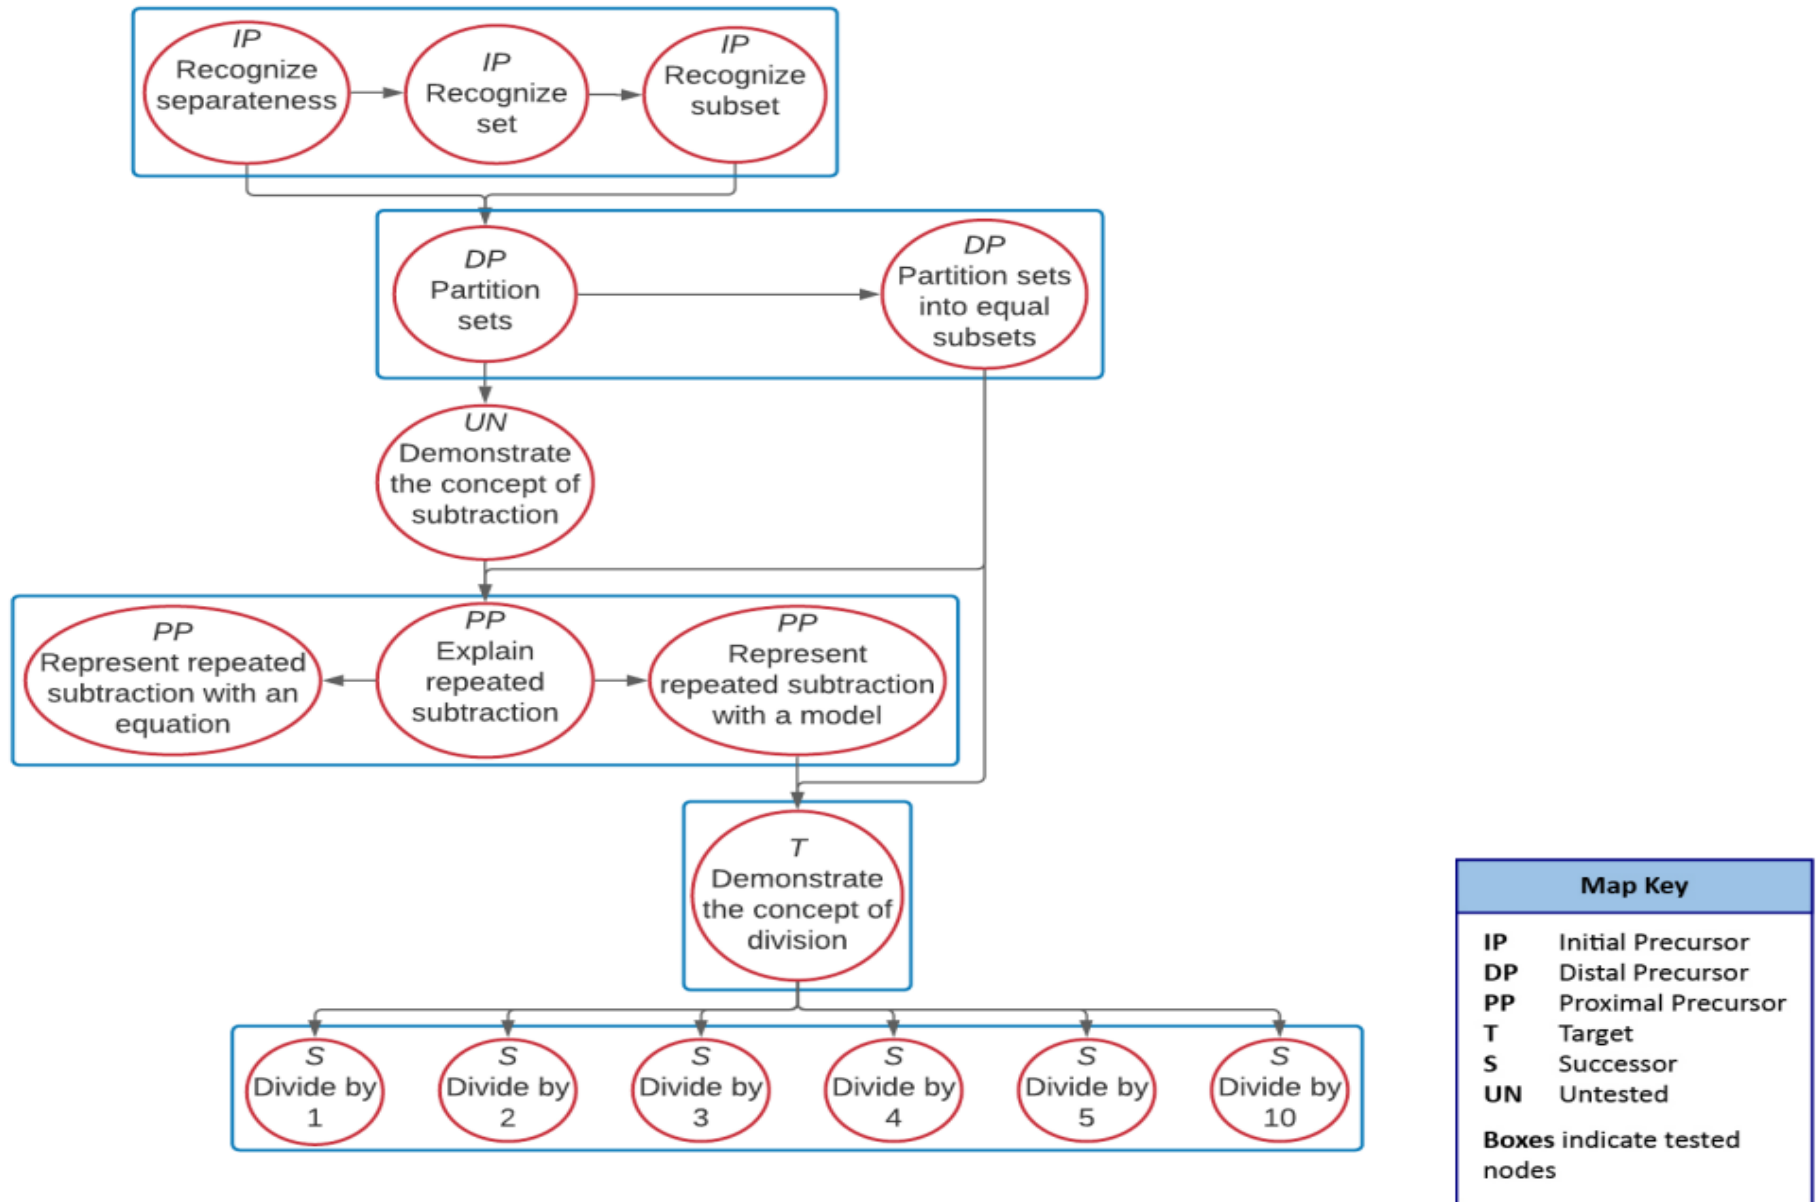 IP
Recognize
separateness
IP
Recognize
set
IP
Recognize
subset
DP
Partition
sets
DP
Partition sets
into equal
subsets
UN
Demonstrate
the concept of
subtraction
PP
Represent repeated
subtraction with an
equation
PP
Explain
repeated
subtraction
PP
Represent
repeated subtraction
with a model
T
Demonstrate
the concept of
division
S
Divide by
1
S
Divide by
2
S
Divide by
3
S
Divide by
4
S
Divide by
5
S
Divide by
10
Map Key
IP Initial Precursor
DP Distal Precursor
PP Proximal Precursor
T Target
S Successor
UN Untested
Boxes indicate tested
nodes